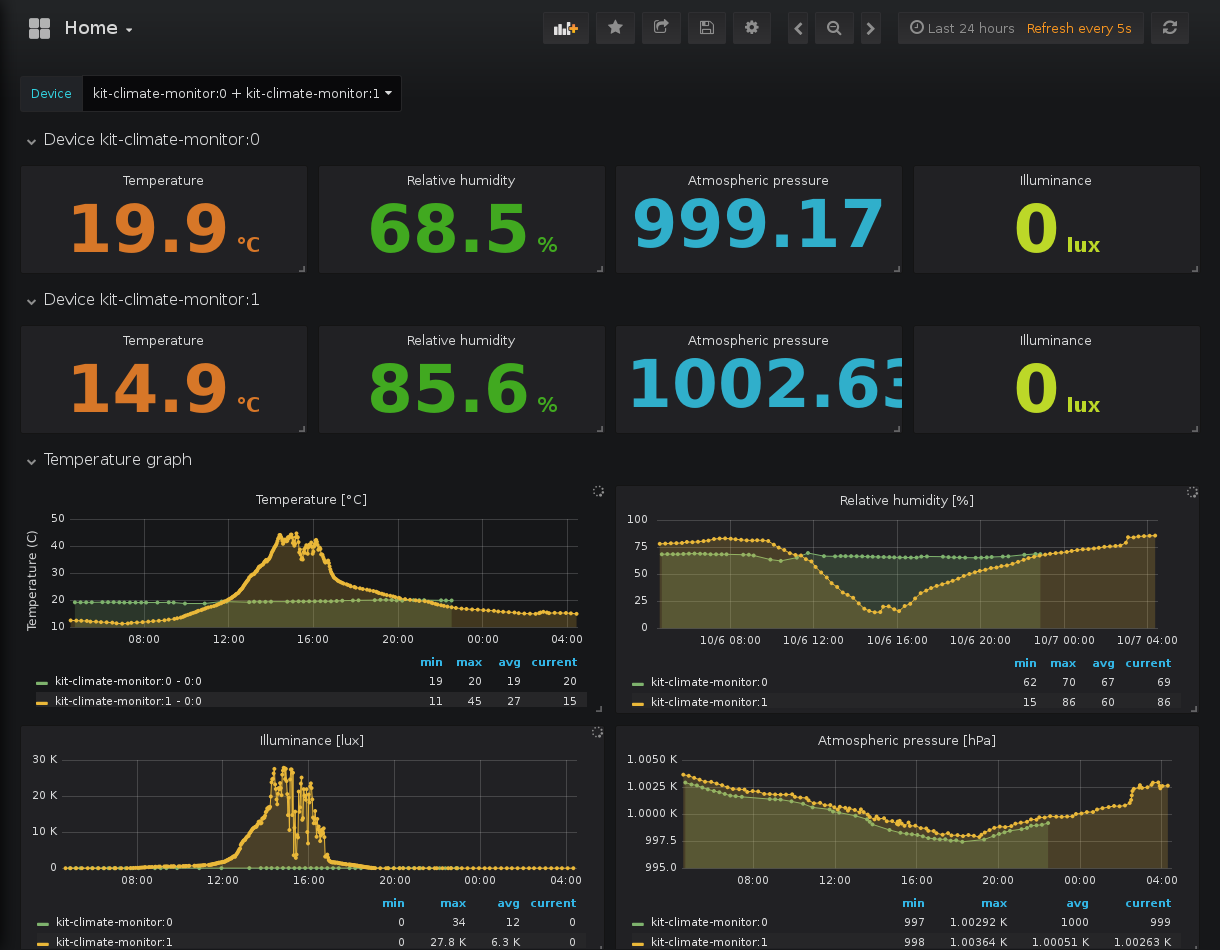 Home
Last 24 hours Refresh every 5s
Device kit-climate-monitor:0 + kit-climate-monitor:1
Device kit-climate-monitor:0
Temperature Relative humidity Atmospheric pressure Illuminance
19.9 °C 68.5 % 999.17 0 lux
Device kit-climate-monitor:1
Temperature Relative humidity Atmospheric pressure Illuminance
14.9 °C 85.6 % 1002.63 0 lux
Temperature graph
Temperature [°C]
Temperature (C)
50
40
30
20
10
08:00 12:00 16:00 20:00 00:00 04:00
min max avg current
kit-climate-monitor:0 - 0:0 19 20 19 20
kit-climate-monitor:1 - 0:0 11 45 27 15
Relative humidity [%]
100
75
50
25
0
10/6 08:00 10/6 12:00 10/6 16:00 10/6 20:00 10/7 00:00 10/7 04:00
min max avg current
kit-climate-monitor:0 62 70 67 69
kit-climate-monitor:1 15 86 60 86
Illuminance [lux]
30 K
20 K
10 K
0
08:00 12:00 16:00 20:00 00:00 04:00
min max avg current
kit-climate-monitor:0 0 34 12 0
kit-climate-monitor:1 0 27.8 K 6.3 K 0
Atmospheric pressure [hPa]
1.0050 K
1.0025 K
1.0000 K
997.5
995.0
08:00 12:00 16:00 20:00 00:00 04:00
min max avg current
kit-climate-monitor:0 997 1.00292 K 1000 999
kit-climate-monitor:1 998 1.00364 K 1.00051 K 1.00263 K